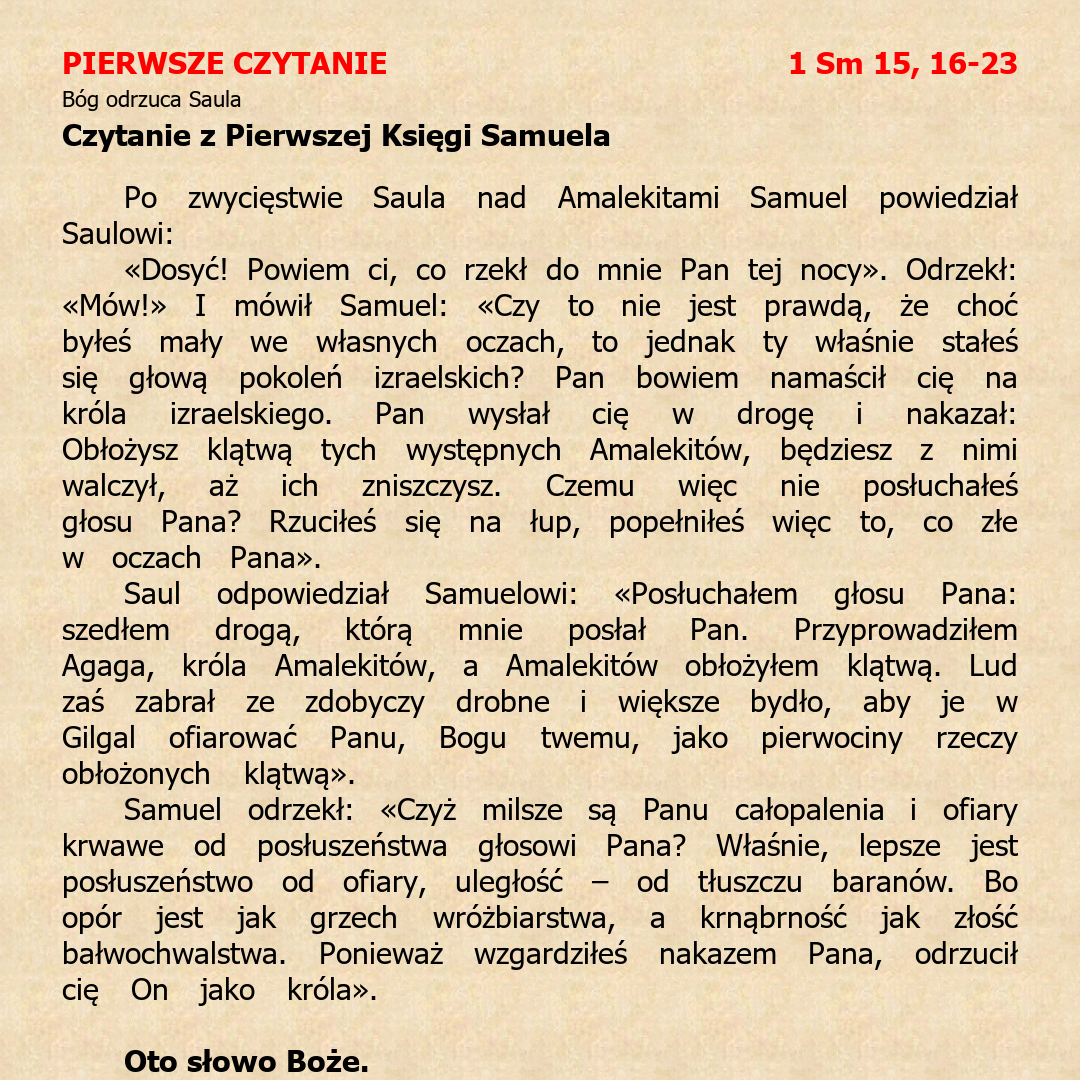 PIERWSZE CZYTANIE 1 Sm 15, 16-23
Bóg odrzuca Saula
Czytanie z Pierwszej Księgi Samuela
Po zwycięstwie Saula nad Amalekitami Samuel powiedział
Saulowi:
«Dosyć! Powiem ci, co rzekł do mnie Pan tej nocy». Odrzekł:
«Mów!» I mówił Samuel: «Czy to nie jest prawdą, że choć
byłeś mały we własnych oczach, to jednak ty właśnie stałeś
się głową pokoleń izraelskich? Pan bowiem namaścił cię na
króla izraelskiego. Pan wysłał cię w drogę i nakazał:
Obłożysz klątwą tych występnych Amalekitów, będziesz z nimi
walczył, aż ich zniszczysz. Czemu więc nie posłuchałeś
głosu Pana? Rzuciłeś się na łup, popełniłeś więc to, co złe
w oczach Pana».
Saul odpowiedział Samuelowi: «Posłuchałem głosu Pana:
szedłem drogą, którą mnie posłał Pan. Przyprowadziłem
Agaga, króla Amalekitów, a Amalekitów obłożyłem klątwą. Lud
zaś zabrał ze zdobyczy drobne i większe bydło, aby je w
Gilgal ofiarować Panu, Bogu twemu, jako pierwociny rzeczy
obłożonych klątwą».
Samuel odrzekł: «Czyż milsze są Panu całopalenia i ofiary
krwawe od posłuszeństwa głosowi Pana? Właśnie, lepsze jest
posłuszeństwo od ofiary, uległość – od tłuszczu baranów. Bo
opór jest jak grzech wróżbiarstwa, a krnąbrność jak złość
bałwochwalstwa. Ponieważ wzgardziłeś nakazem Pana, odrzucił
cię On jako króla».
Oto słowo Boże.